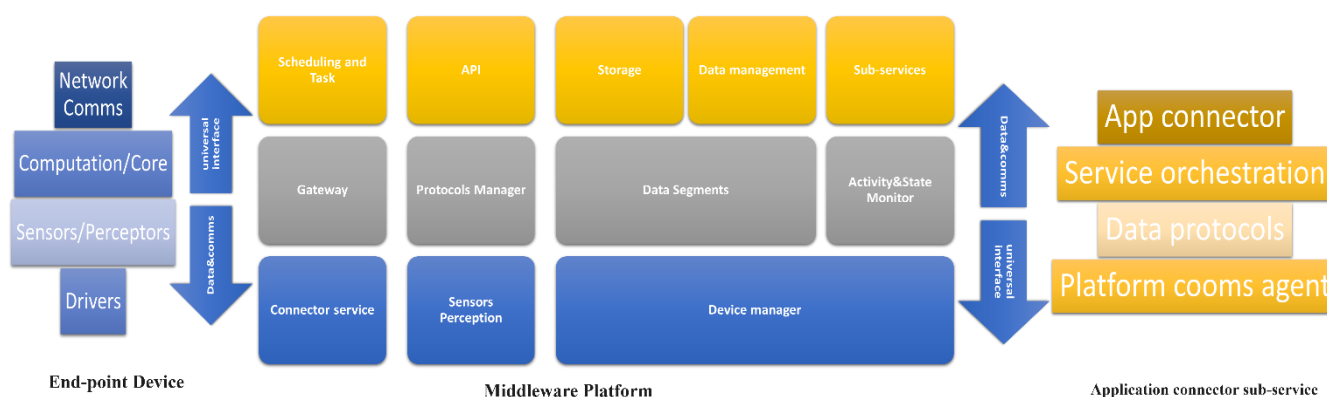 Network
Comms
Computation/Core
Sensors/Perceptors
Drivers
End-point Device
universal
interface
Data&comms
Scheduling and
Task
API
Storage
Data management
Sub-services
Gateway
Protocols Manager
Data Segments
Activity&State
Monitor
Connector service
Sensors
Perception
Device manager
Middleware Platform
Data&comms
universal
interface
App connector
Service orchestration
Data protocols
Platform cooms agent
Application connector sub-service